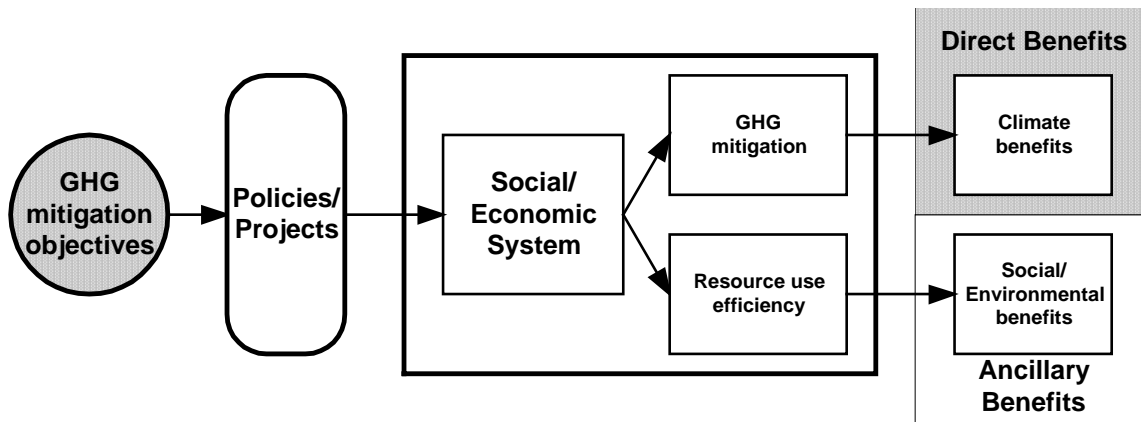 GHG
mitigation
objectives
Policies/
Projects
Social/
Economic
System
GHG
mitigation
Resource use
efficiency
Direct Benefits
Climate
benefits
Social/
Environmental
benefits
Ancillary
Benefits